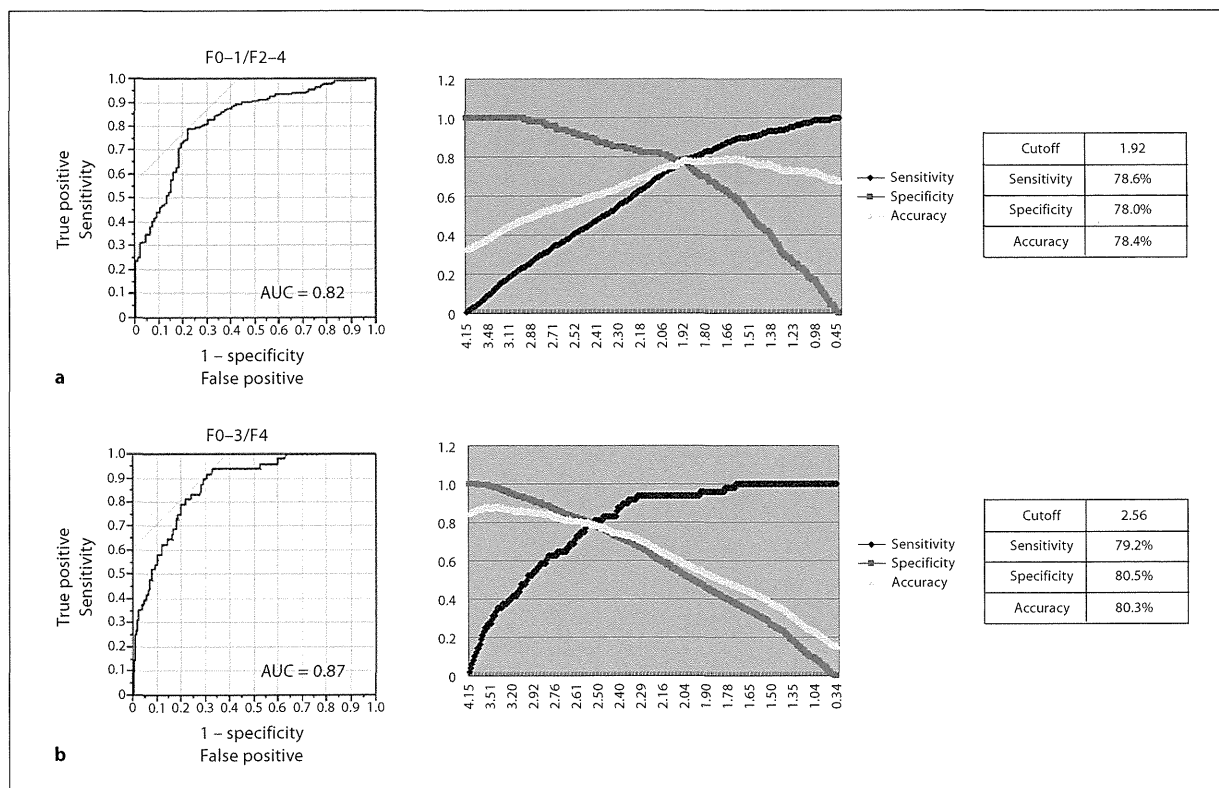 F0–1/F2–4
True positive
Sensitivity
1.0
0.9
0.8
0.7
0.6
0.5
0.4
0.3
0.2
0.1
0
AUC = 0.82
0 0.1 0.2 0.3 0.4 0.5 0.6 0.7 0.8 0.9 1.0
1 – specificity
False positive
a
1.2
1.0
0.8
0.6
0.4
0.2
0
4.15 3.48 3.11 2.88 2.71 2.52 2.41 2.30 2.18 2.06 1.92 1.80 1.66 1.51 1.38 1.23 0.98 0.45
Sensitivity
Specificity
Accuracy
Cutoff 1.92
Sensitivity 78.6%
Specificity 78.0%
Accuracy 78.4%
F0–3/F4
True positive
Sensitivity
1.0
0.9
0.8
0.7
0.6
0.5
0.4
0.3
0.2
0.1
0
AUC = 0.87
0 0.1 0.2 0.3 0.4 0.5 0.6 0.7 0.8 0.9 1.0
1 – specificity
False positive
b
1.2
1.0
0.8
0.6
0.4
0.2
0
4.15 3.51 3.20 2.92 2.76 2.61 2.50 2.40 2.29 2.16 2.04 1.90 1.78 1.65 1.50 1.35 1.04 0.34
Sensitivity
Specificity
Accuracy
Cutoff 2.56
Sensitivity 79.2%
Specificity 80.5%
Accuracy 80.3%